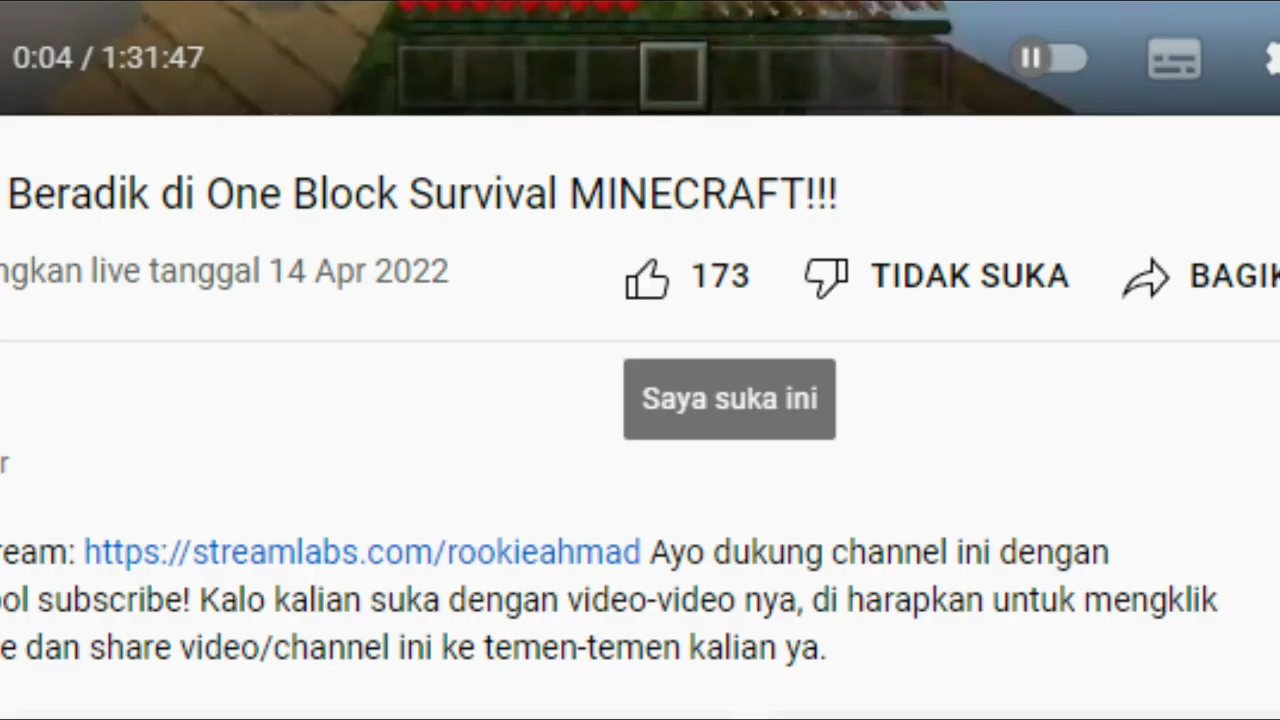 0:04 / 1:31:47
Beradik di One Block Survival MINECRAFT!!!
ngkan live tanggal 14 Apr 2022
173 TIDAK SUKA BAGIK
Saya suka ini
r
ream: https://streamlabs.com/rookieahmad Ayo dukung channel ini dengan
ol subscribe! Kalo kalian suka dengan video-video nya, di harapkan untuk mengklik
e dan share video/channel ini ke temen-temen kalian ya.